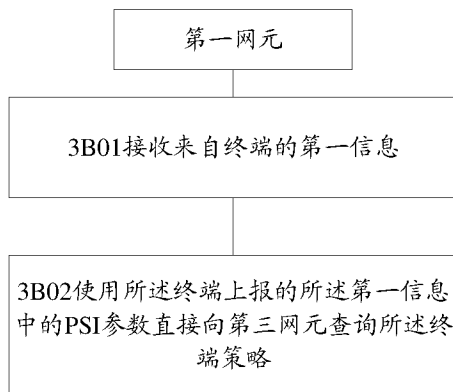 第一网元
3B01接收来自终端的第一信息
3B02使用所述终端上报的所述第一信息
中的PSI参数直接向第三网元查询所述终
端策略